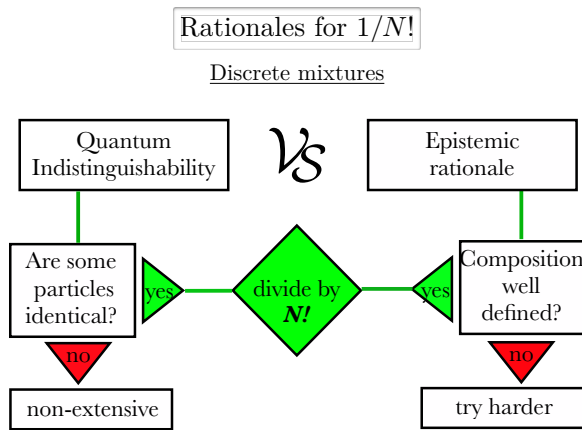 Rationales for 1/N!
Discrete mixtures
Quantum
Indistinguishability
VS
Epistemic
rationale
Are some
particles
identical?
yes
divide by
N!
yes
Composition
well
defined?
no
no
non-extensive
try harder